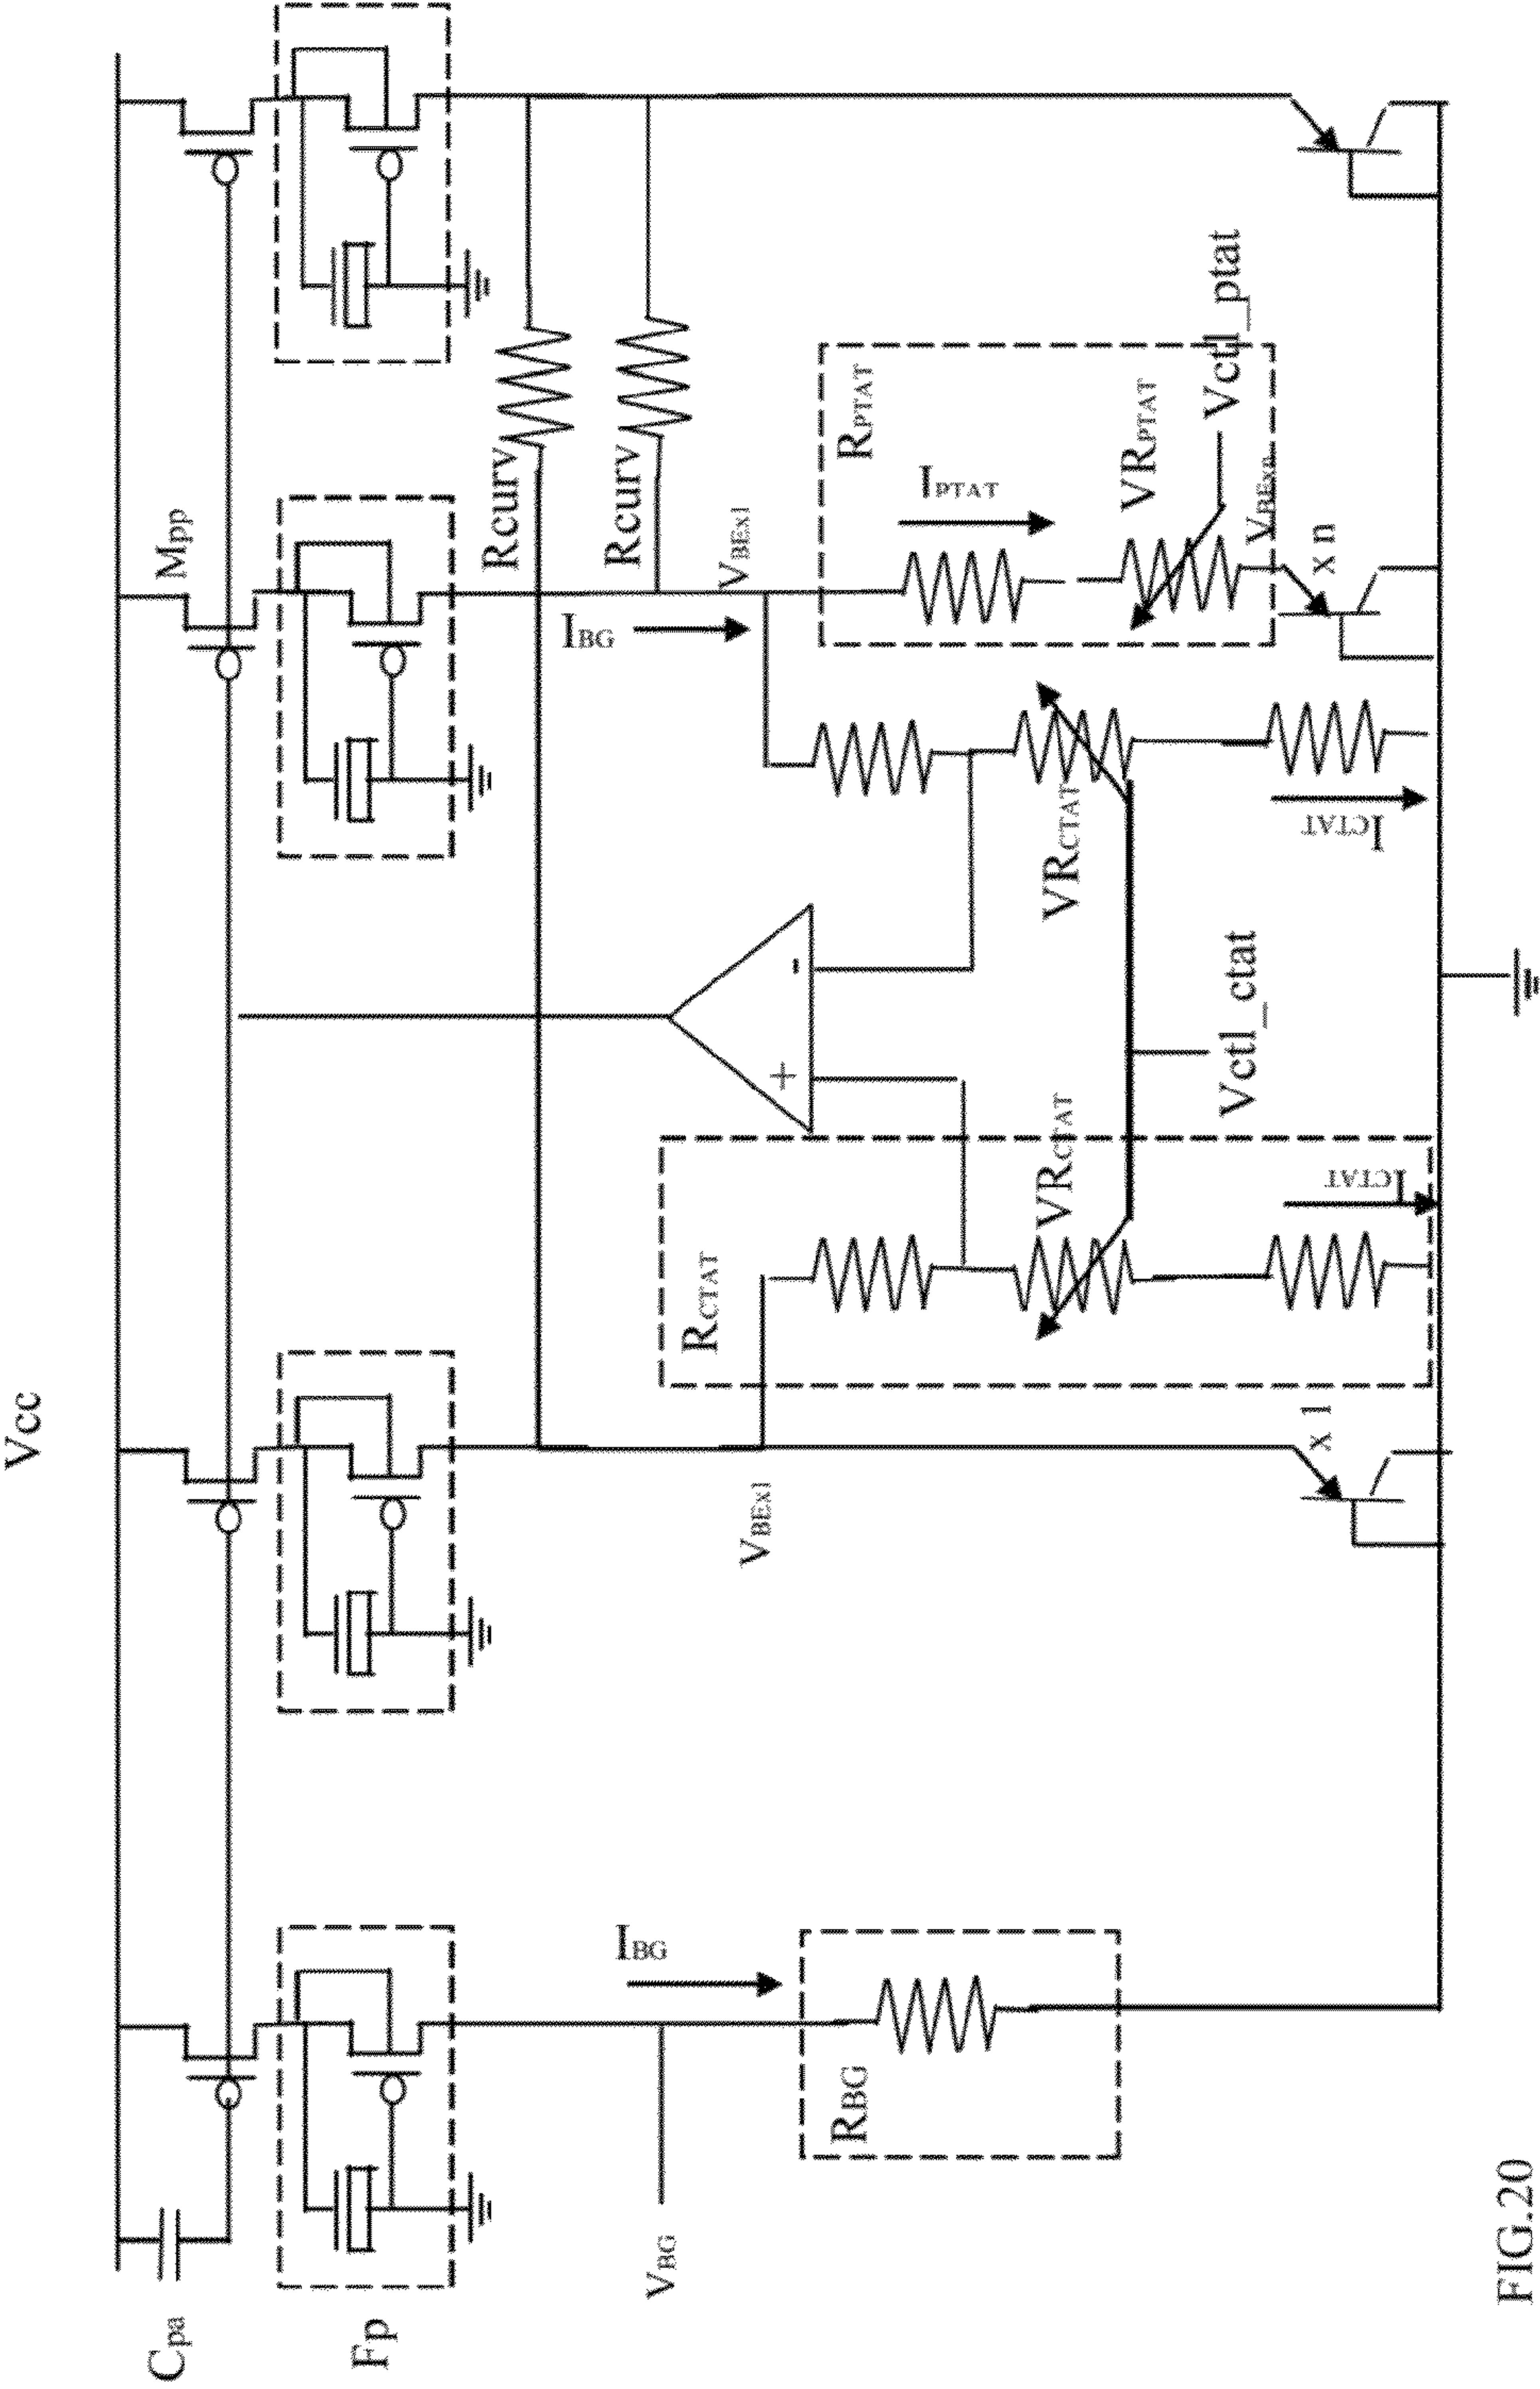 Vcc
Cpa
Mpp
Fp
Rcurv
Rcurv
IBG
IBG
VBG
VBEx1
VBEx1
RBG
RCTAT
RPTAT
IPTAT
VRCTAT
VRCTAT
VRPTAT
Vctl_ptat
Vctl_ctat
VBExn
ICTAT
ICTAT
x 1
x n
+
-
FIG.20